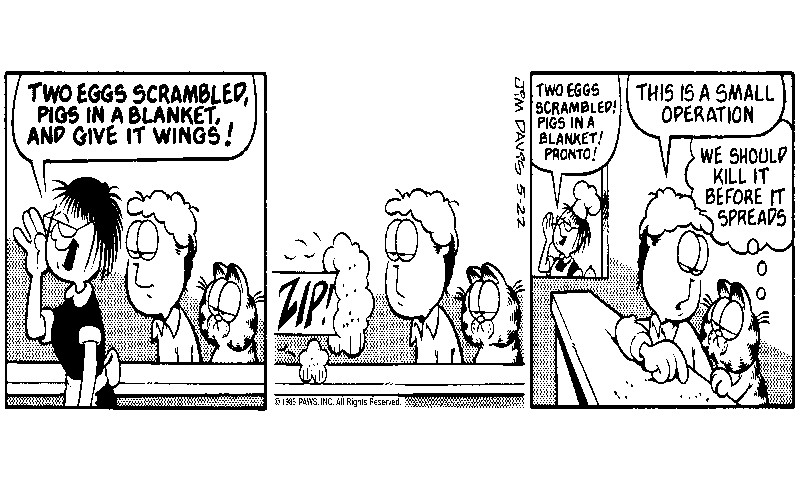 TWO EGGS SCRAMBLED,
PIGS IN A BLANKET,
AND GIVE IT WINGS!
ZIP!
© 1985 PAWS, INC. All Rights Reserved.
JIM DAVIS 5-22
TWO EGGS
SCRAMBLED!
PIGS IN A
BLANKET!
PRONTO!
THIS IS A SMALL
OPERATION
WE SHOULD
KILL IT
BEFORE IT
SPREADS